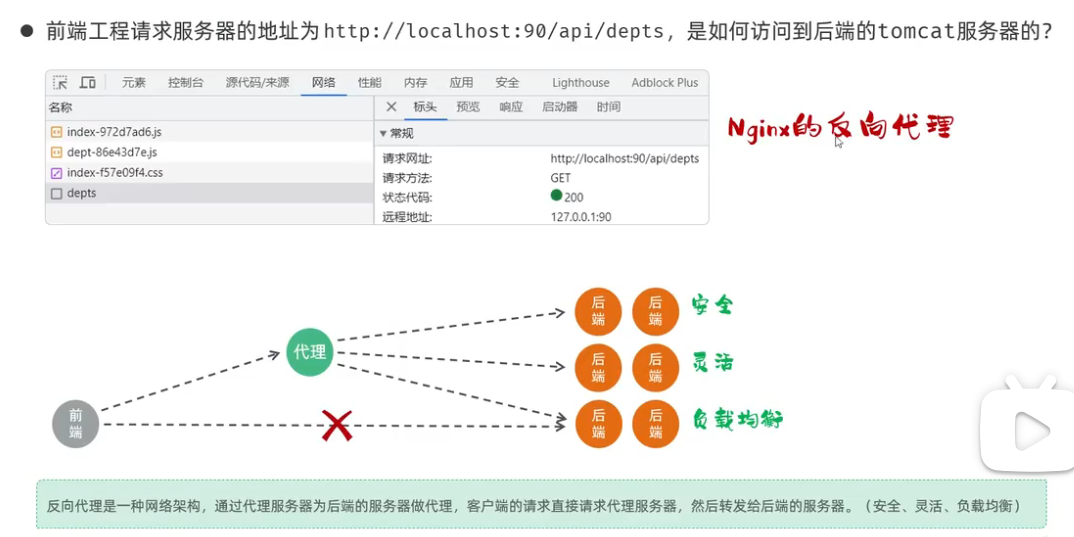 ● 前端工程请求服务器的地址为http://localhost:90/api/depts，是如何访问到后端的tomcat服务器的？
元素 控制台 源代码/来源 网络 性能 内存 应用 安全 Lighthouse Adblock Plus
名称
× 标头 预览 响应 启动器 时间
index-972d7ad6.js
dept-86e43d7e.js
index-f57e09f4.css
depts
▼ 常规
请求网址: http://localhost:90/api/depts
请求方法: GET
状态代码: 200
远程地址: 127.0.0.1:90
Nginx的反向代理
前端
代理
后端 后端 安全
后端 后端 灵活
后端 后端 负载均衡
反向代理是一种网络架构，通过代理服务器为后端的服务器做代理，客户端的请求直接请求代理服务器，然后转发给后端的服务器。（安全、灵活、负载均衡）